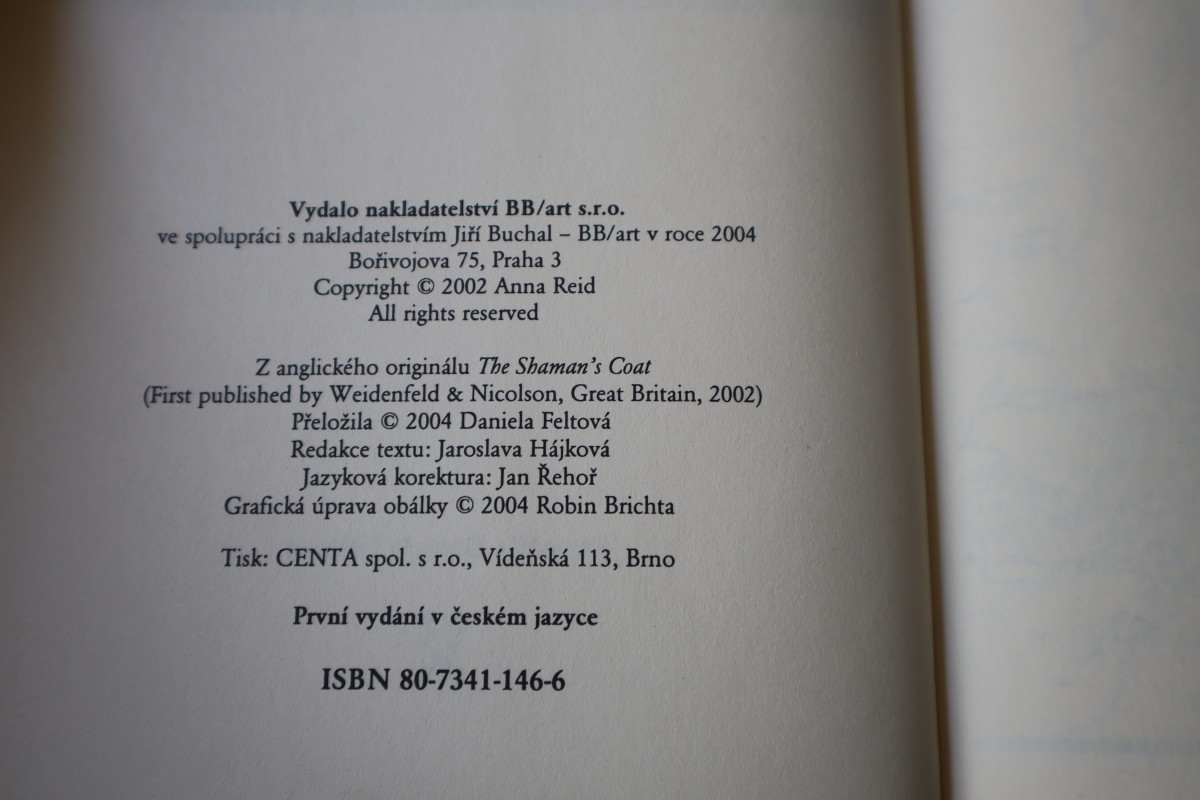 Vydalo nakladatelství BB/art s.r.o.
ve spolupráci s nakladatelstvím Jiří Buchal – BB/art v roce 2004
Bořivojova 75, Praha 3
Copyright © 2002 Anna Reid
All rights reserved
Z anglického originálu The Shaman's Coat
(First published by Weidenfeld & Nicolson, Great Britain, 2002)
Přeložila © 2004 Daniela Feltová
Redakce textu: Jaroslava Hájková
Jazyková korektura: Jan Řehoř
Grafická úprava obálky © 2004 Robin Brichta
Tisk: CENTA spol. s r.o., Vídeňská 113, Brno
První vydání v českém jazyce
ISBN 80-7341-146-6